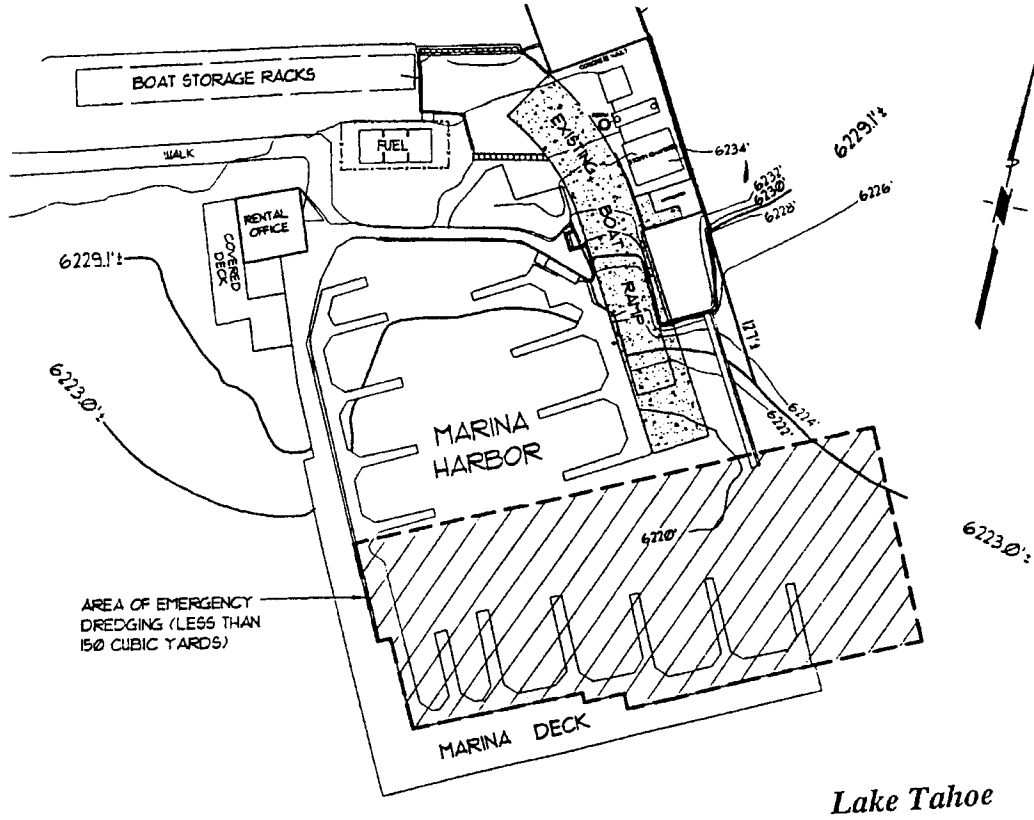 BOAT STORAGE RACKS
WALK
FUEL
RENTAL
OFFICE
COVERED
DECK
EXISTING
BOAT
RAMP
10
6234'
6229.1'±
6232'
6230'
6228'
6226'
6229.1'±
6223.0'±
127'±
6224'
6222'
MARINA
HARBOR
6220'
6223.0'±
AREA OF EMERGENCY
DREDGING (LESS THAN
150 CUBIC YARDS)
MARINA DECK
Lake Tahoe